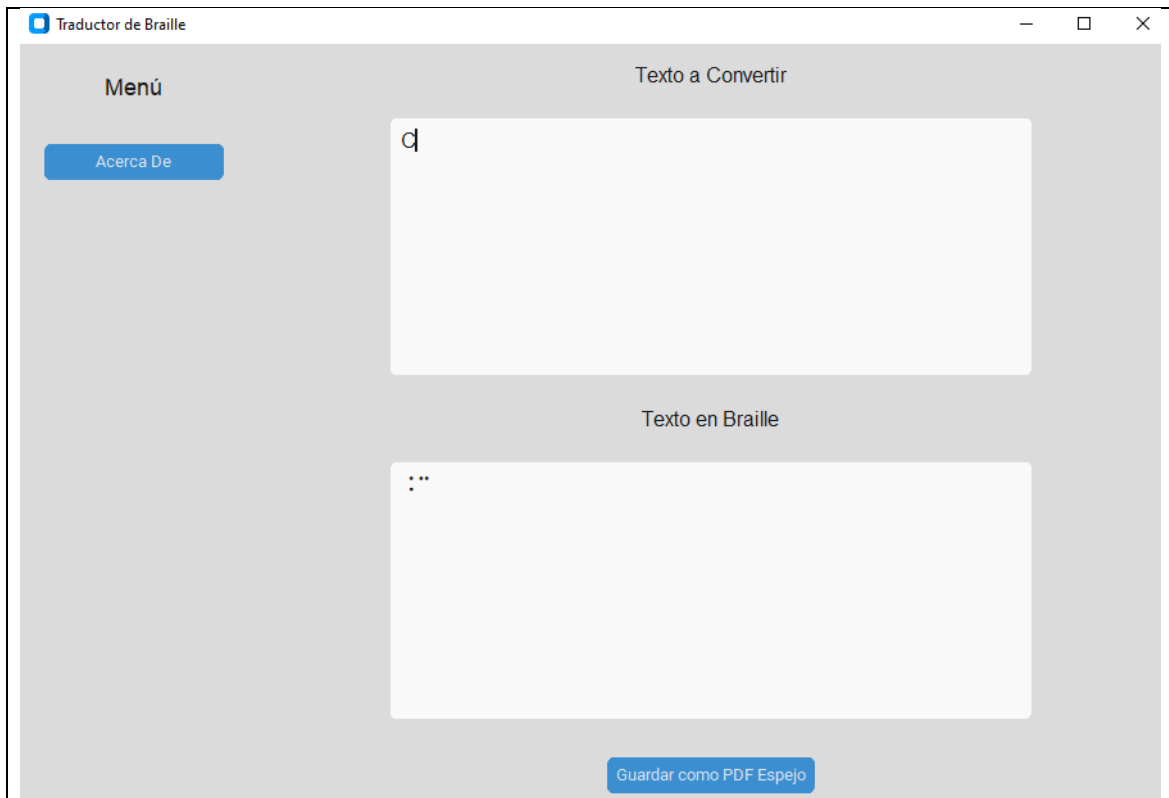 Traductor de Braille
Menú
Acerca De
Texto a Convertir
C
Texto en Braille
⠨⠉
Guardar como PDF Espejo